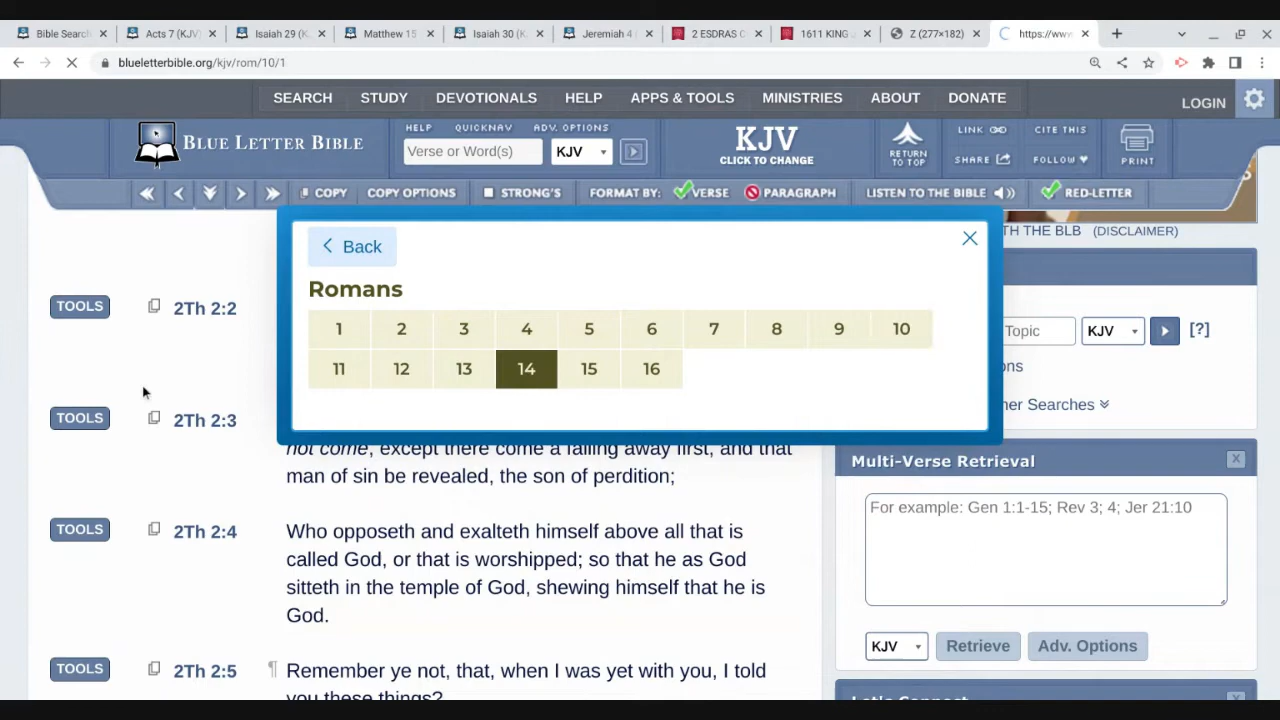 Bible Search
Acts 7 (KJV)
Isaiah 29 (K
Matthew 15
Isaiah 30 (K
Jeremiah 4 (
2 ESDRAS C
1611 KING J
Z (277×182)
https://www
blueletterbible.org/kjv/rom/10/1
SEARCH STUDY DEVOTIONALS HELP APPS & TOOLS MINISTRIES ABOUT DONATE LOGIN
HELP QUICKNAV ADV. OPTIONS
BLUE LETTER BIBLE
Verse or Word(s) KJV
KJV
CLICK TO CHANGE
RETURN
TO TOP
LINK CITE THIS
SHARE FOLLOW
PRINT
COPY COPY OPTIONS STRONG'S FORMAT BY: VERSE PARAGRAPH LISTEN TO THE BIBLE RED-LETTER
TH THE BLB (DISCLAIMER)
Back
Romans
1 2 3 4 5 6 7 8 9 10
11 12 13 14 15 16
TOOLS 2Th 2:2
TOOLS 2Th 2:3
not come, except there come a falling away first, and that
man of sin be revealed, the son of perdition;
TOOLS 2Th 2:4 Who opposeth and exalteth himself above all that is
called God, or that is worshipped; so that he as God
sitteth in the temple of God, shewing himself that he is
God.
TOOLS 2Th 2:5 ¶ Remember ye not, that, when I was yet with you, I told
you these things?
Topic KJV [?]
ons
her Searches
Multi-Verse Retrieval X
For example: Gen 1:1-15; Rev 3; 4; Jer 21:10
KJV Retrieve Adv. Options
Let's Connect X